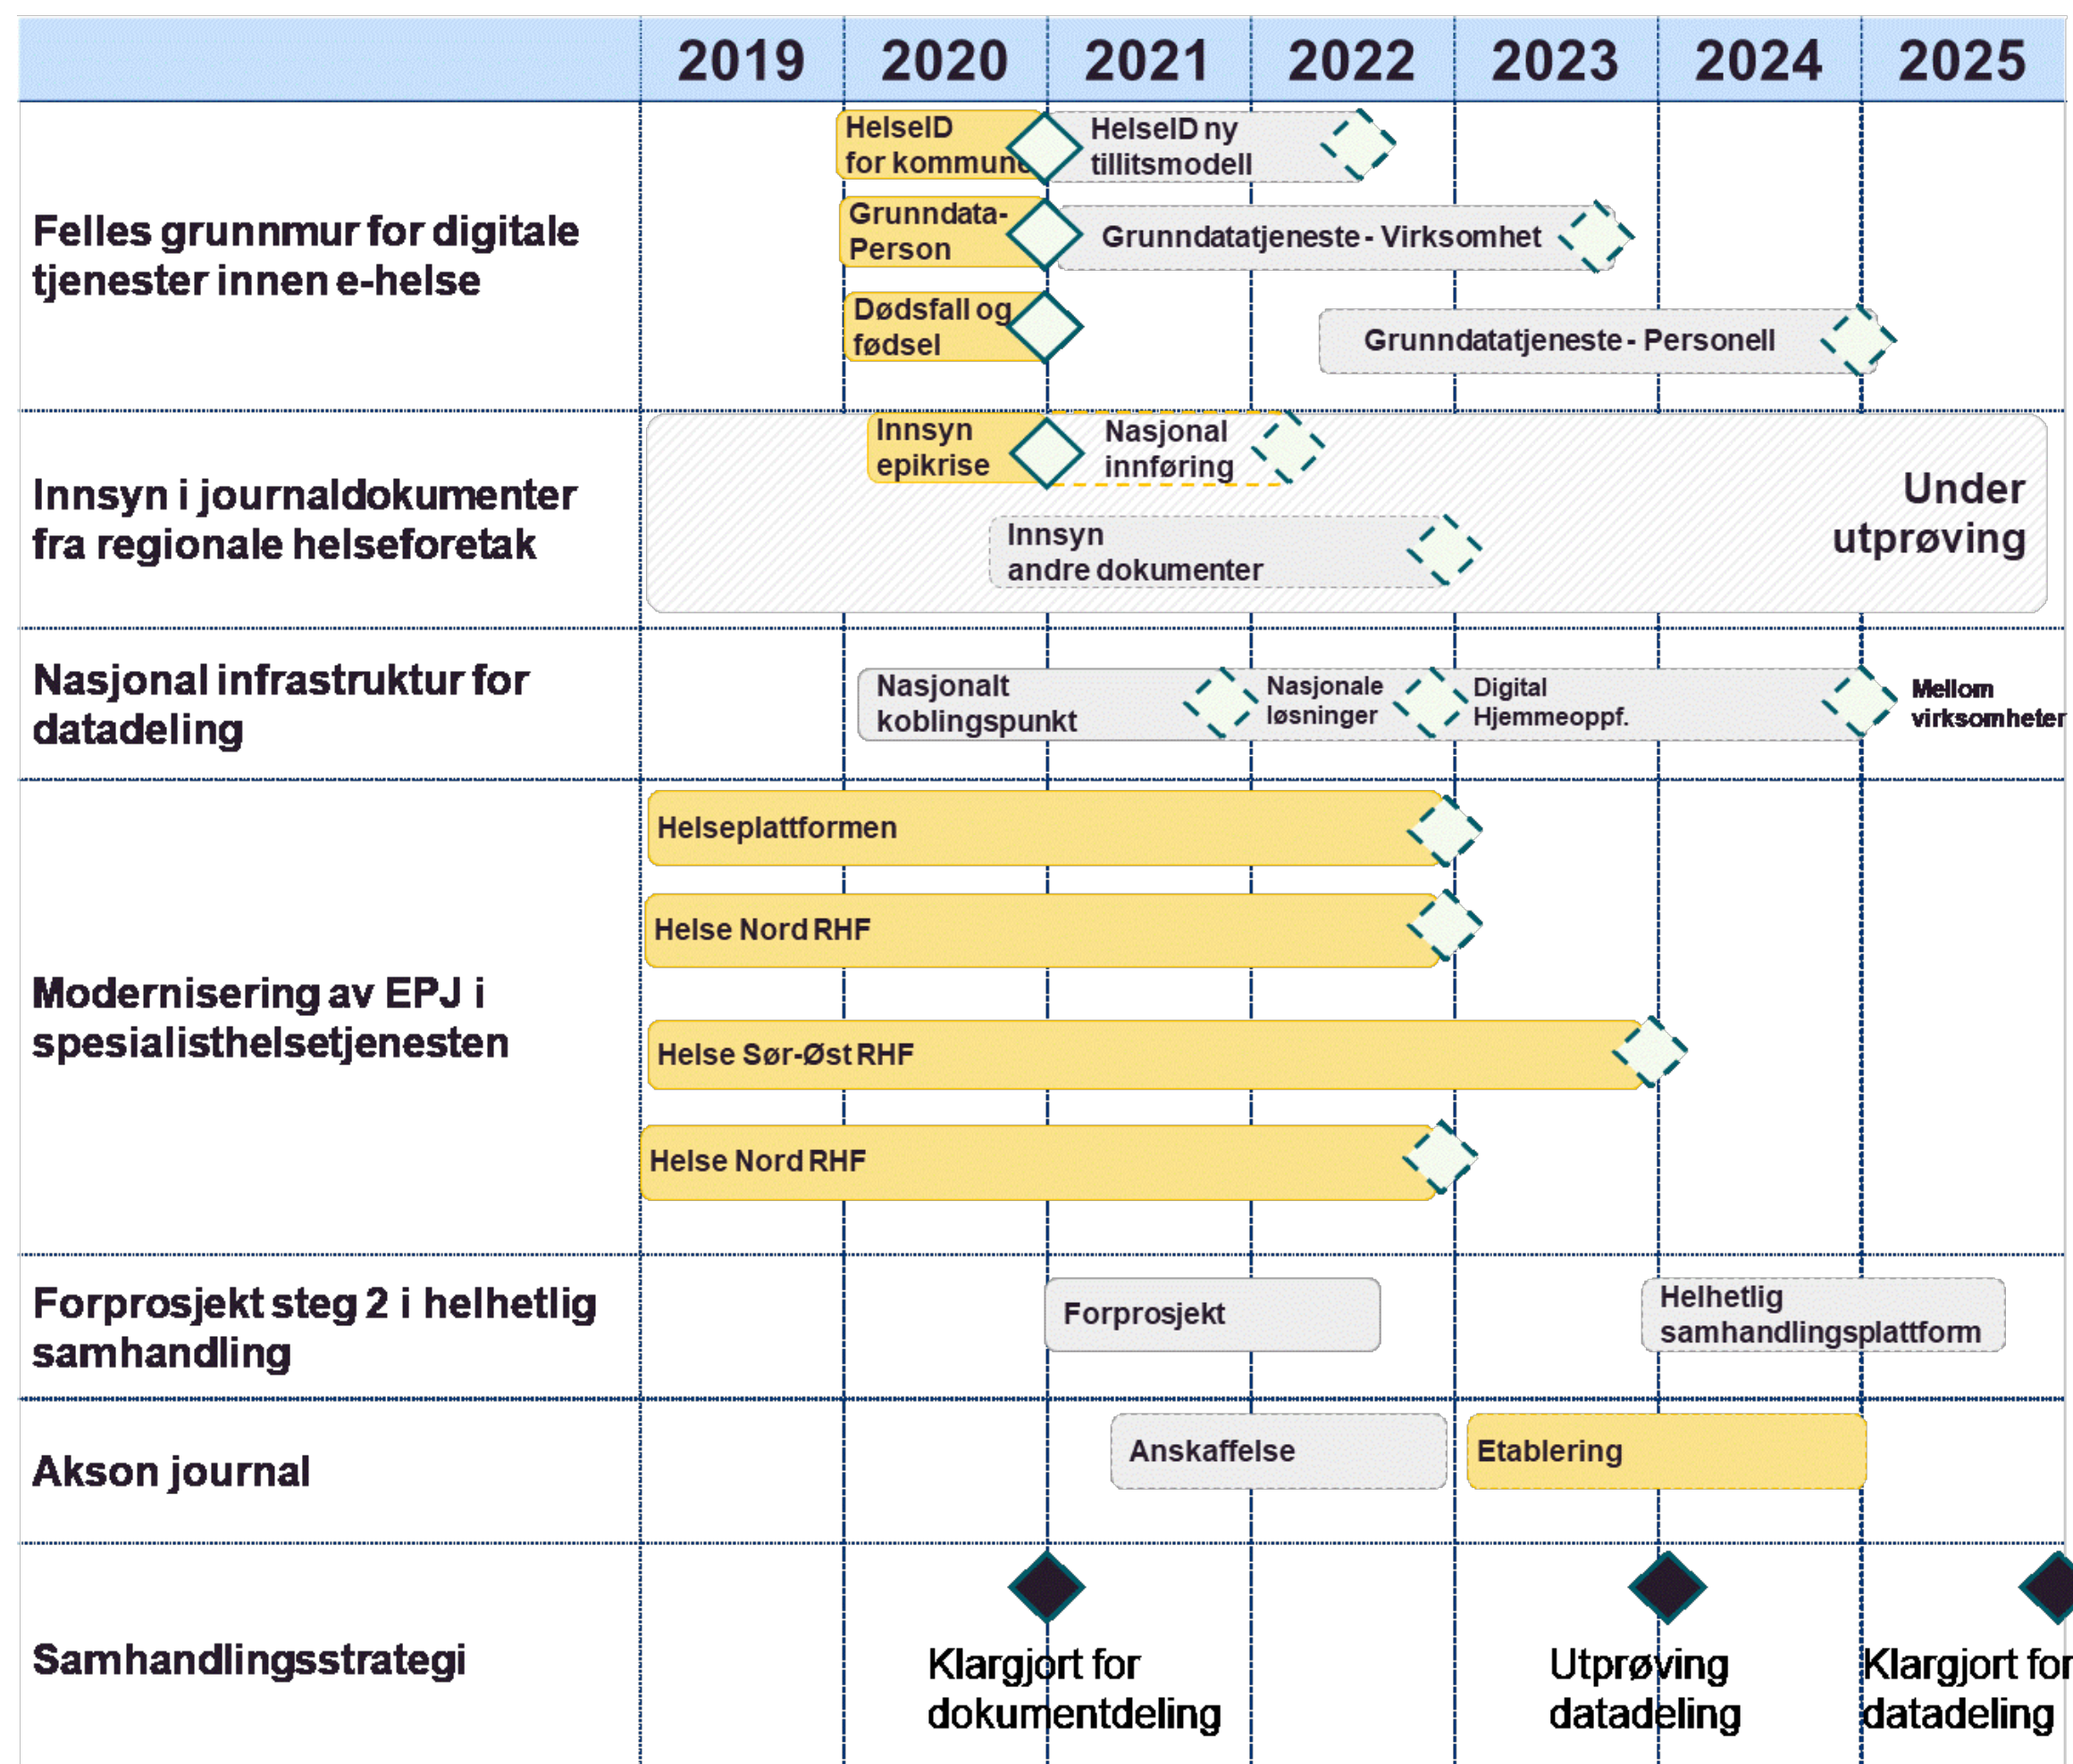 2019 2020 2021 2022 2023 2024 2025
Felles grunnmur for digitale
tjenester innen e-helse
HelseID
for kommune
HelseID ny
tillitsmodell
Grunndata-
Person
Grunndatatjeneste - Virksomhet
Dødsfall og
fødsel
Grunndatatjeneste - Personell
Innsyn i journaldokumenter
fra regionale helseforetak
Innsyn
epikrise
Nasjonal
innføring
Innsyn
andre dokumenter
Under
utprøving
Nasjonal infrastruktur for
datadeling
Nasjonalt
koblingspunkt
Nasjonale
løsninger
Digital
Hjemmeoppf.
Mellom
virksomheter
Modernisering av EPJ i
spesialisthelsetjenesten
Helseplattformen
Helse Nord RHF
Helse Sør-Øst RHF
Helse Nord RHF
Forprosjekt steg 2 i helhetlig
samhandling
Forprosjekt
Helhetlig
samhandlingsplattform
Akson journal
Anskaffelse
Etablering
Samhandlingsstrategi
Klargjort for
dokumentdeling
Utprøving
datadeling
Klargjort for
datadeling